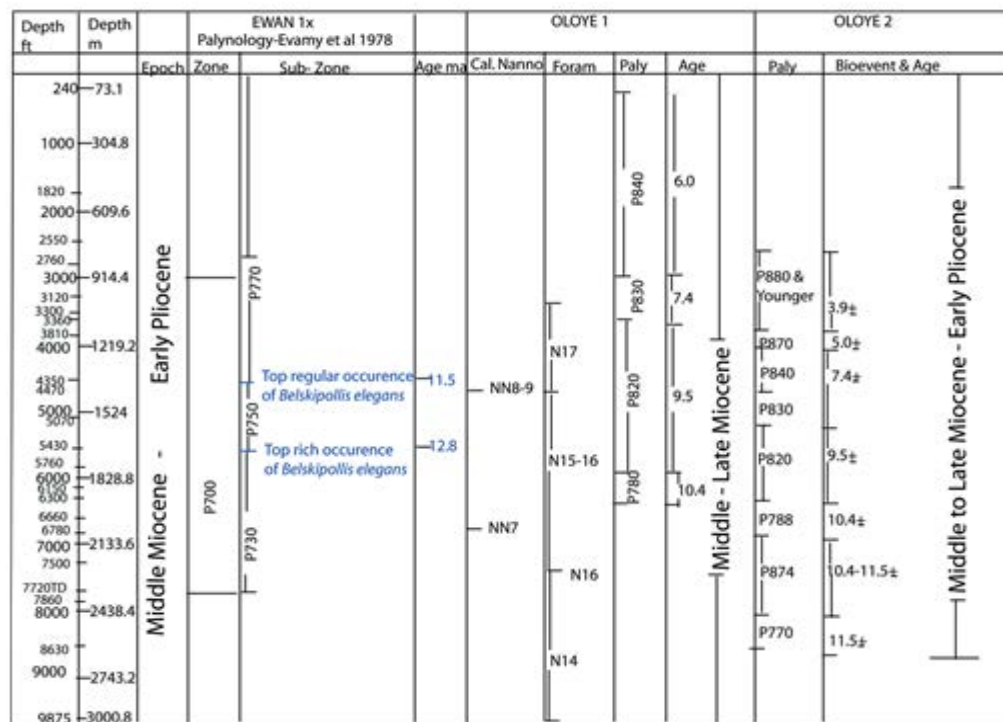 Depth ft
Depth m
EWAN 1x
Palynology-Evamy et al 1978
OLOYE 1
OLOYE 2
Epoch
Zone
Sub- Zone
Age ma
Cal. Nanno
Foram
Paly
Age
Paly
Bioevent & Age
240
73.1
1000
304.8
1820
2000
609.6
2550
2760
3000
914.4
3120
3300
3360
3810
4000
1219.2
4350
4470
5000
1524
5070
5430
5760
6000
1828.8
6150
6300
6660
6780
7000
2133.6
7500
7720TD
7860
8000
2438.4
8630
9000
2743.2
9875
3000.8
Middle Miocene - Early Pliocene
P700
P770
P750
P730
Top regular occurence
of Belskipollis elegans
Top rich occurence
of Belskipollis elegans
11.5
12.8
NN8-9
NN7
N17
N15-16
N16
N14
P840
P830
P820
P780
6.0
7.4
9.5
10.4
Middle - Late Miocene
P880 &
Younger
P870
P840
P830
P820
P788
P874
P770
3.9±
5.0±
7.4±
9.5±
10.4±
10.4-11.5±
11.5±
Middle to Late Miocene - Early Pliocene